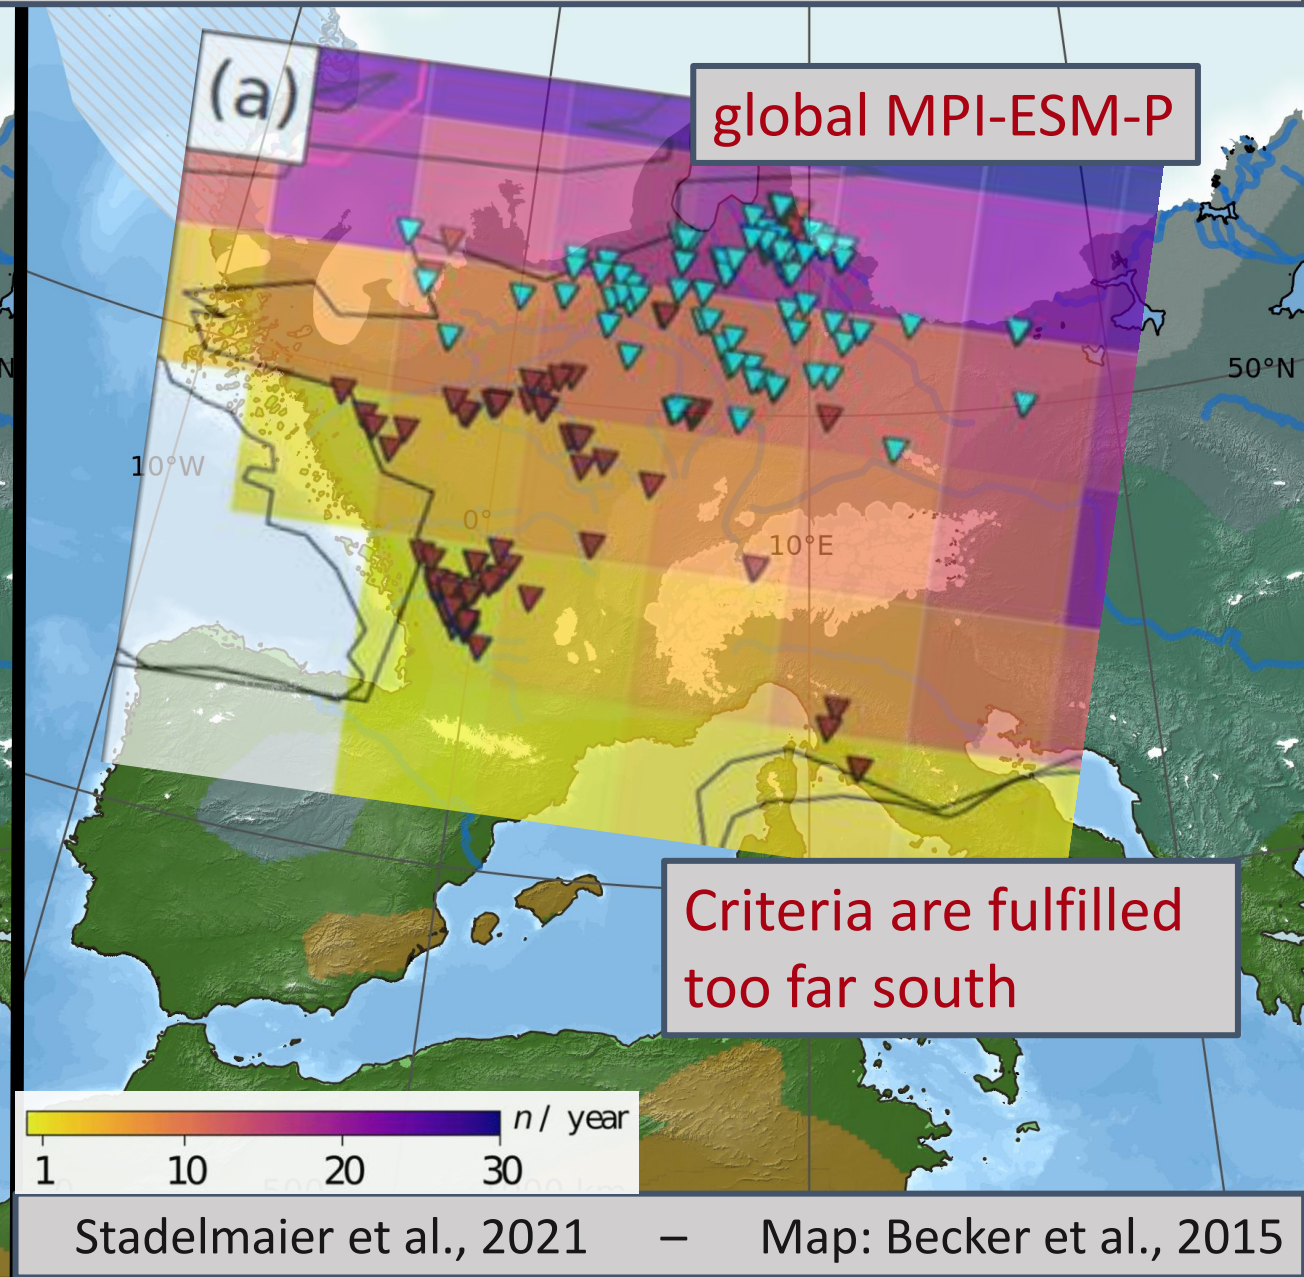 (a)
global MPI-ESM-P
N
50°N
10°W
0°
10°E
Criteria are fulfilled
too far south
n / year
1 10 20 30
Stadelmaier et al., 2021 – Map: Becker et al., 2015